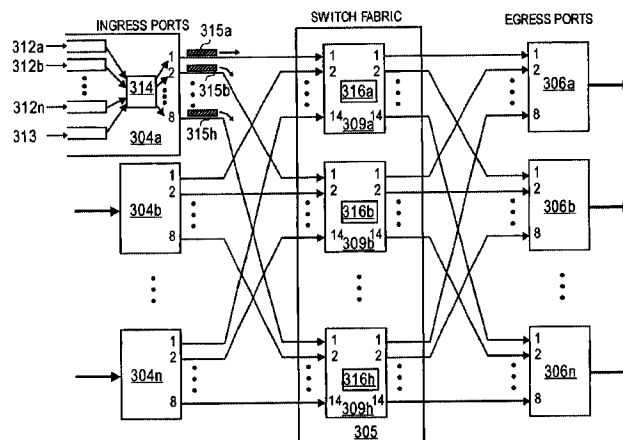 INGRESS PORTS
315a
SWITCH FABRIC
EGRESS PORTS
312a
312b
312n
313
314
304a
1
2
8
315b
315h
1
2
14
316a
309a
1
2
14
1
2
8
306a
304b
1
2
8
1
2
14
316b
309b
1
2
14
1
2
8
306b
304n
1
2
8
1
2
14
316h
309h
1
2
14
1
2
8
306n
305